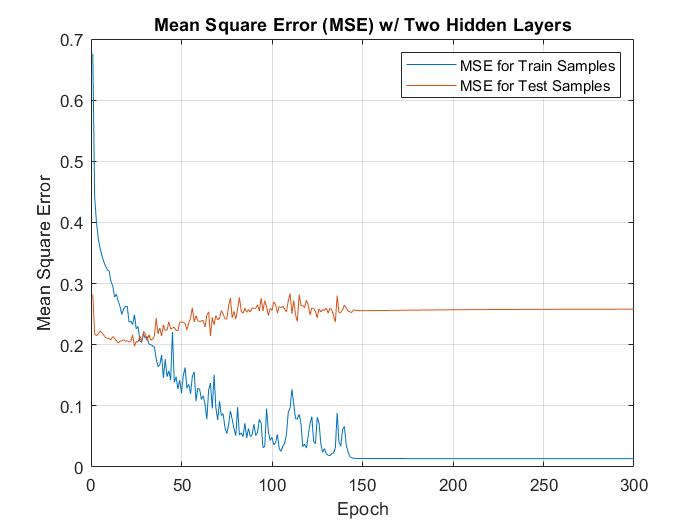 Mean Square Error (MSE) w/ Two Hidden Layers
MSE for Train Samples
MSE for Test Samples
Mean Square Error
0.7
0.6
0.5
0.4
0.3
0.2
0.1
0
0 50 100 150 200 250 300
Epoch